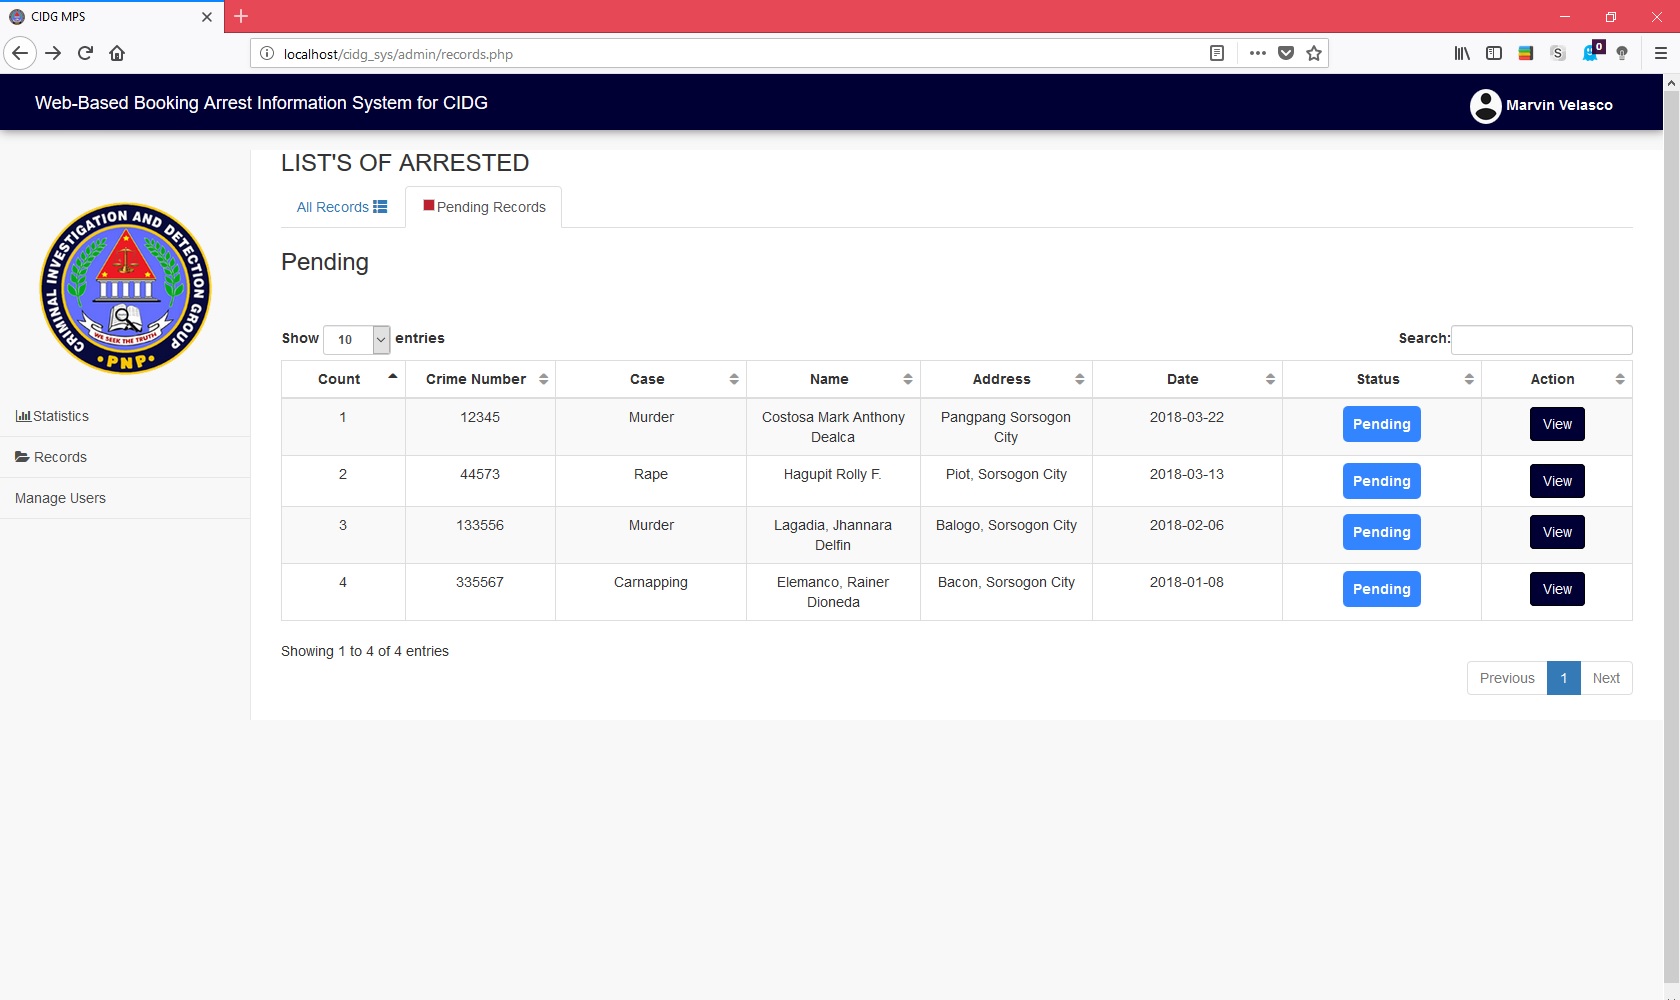 CIDG MPS
localhost/cidg_sys/admin/records.php
S
0
Web-Based Booking Arrest Information System for CIDG
Marvin Velasco
CRIMINAL INVESTIGATION AND DETECTION GROUP
WE SEEK THE TRUTH
PNP
Statistics
Records
Manage Users
LIST'S OF ARRESTED
All Records
Pending Records
Pending
Show 10 entries
Search:
Count Crime Number Case Name Address Date Status Action
1 12345 Murder Costosa Mark Anthony Pangpang Sorsogon 2018-03-22 Pending View
Dealca City
2 44573 Rape Hagupit Rolly F. Piot, Sorsogon City 2018-03-13 Pending View
3 133556 Murder Lagadia, Jhannara Balogo, Sorsogon City 2018-02-06 Pending View
Delfin
4 335567 Carnapping Elemanco, Rainer Bacon, Sorsogon City 2018-01-08 Pending View
Dioneda
Showing 1 to 4 of 4 entries
Previous 1 Next